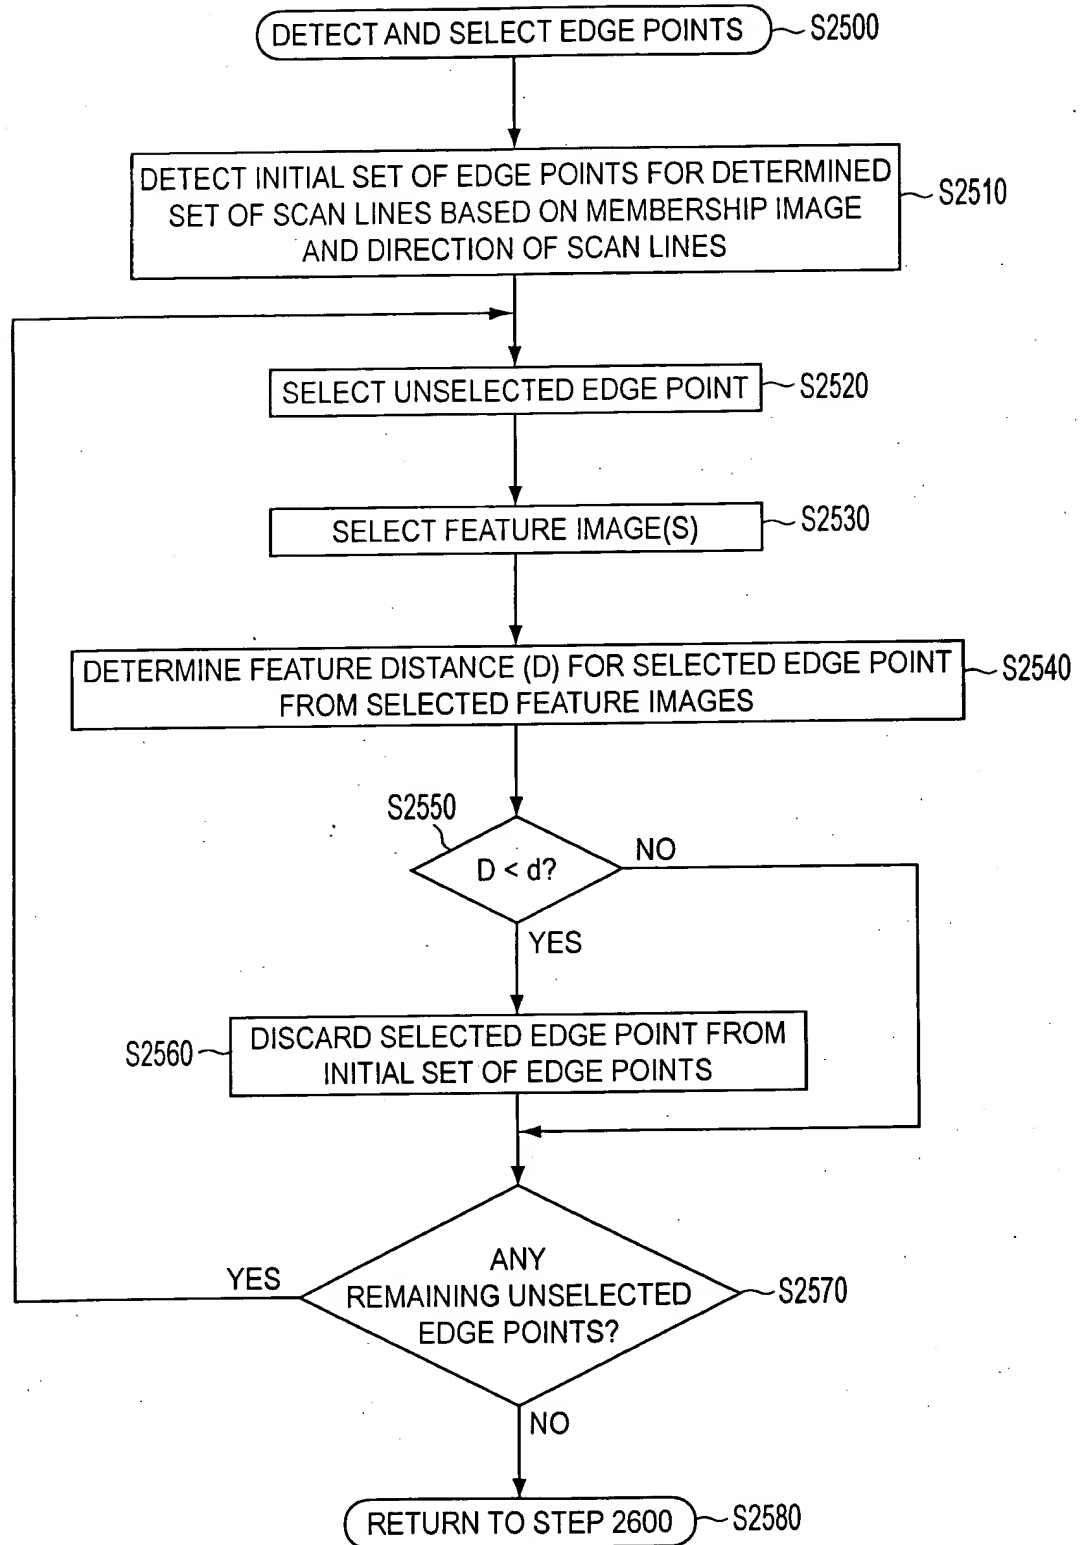 DETECT AND SELECT EDGE POINTS
S2500
DETECT INITIAL SET OF EDGE POINTS FOR DETERMINED
SET OF SCAN LINES BASED ON MEMBERSHIP IMAGE
AND DIRECTION OF SCAN LINES
S2510
SELECT UNSELECTED EDGE POINT
S2520
SELECT FEATURE IMAGE(S)
S2530
DETERMINE FEATURE DISTANCE (D) FOR SELECTED EDGE POINT
FROM SELECTED FEATURE IMAGES
S2540
S2550
D < d?
NO
YES
DISCARD SELECTED EDGE POINT FROM
INITIAL SET OF EDGE POINTS
S2560
ANY
REMAINING UNSELECTED
EDGE POINTS?
YES
S2570
NO
RETURN TO STEP 2600
S2580